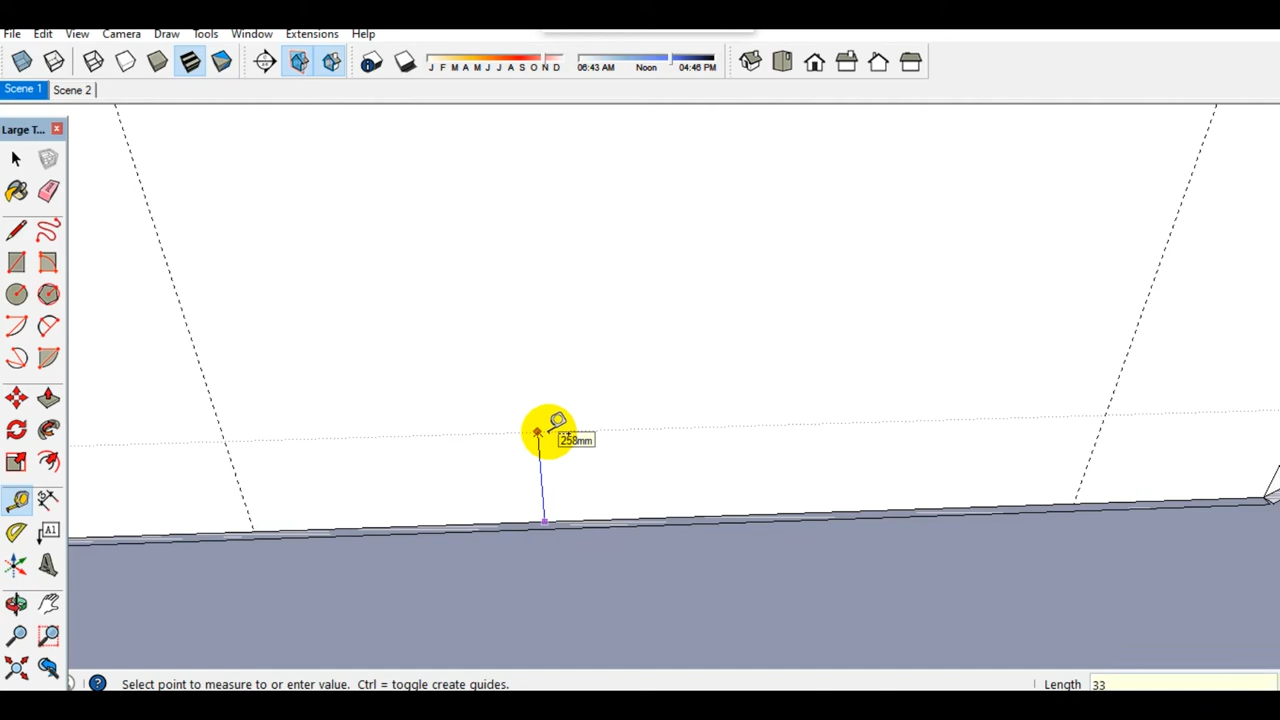 File Edit View Camera Draw Tools Window Extensions Help
J F M A M J J A S O N D 06:43 AM Noon 04:46 PM
Scene 1 Scene 2
Large T...
258mm
A1
Select point to measure to or enter value. Ctrl = toggle create guides. Length 33